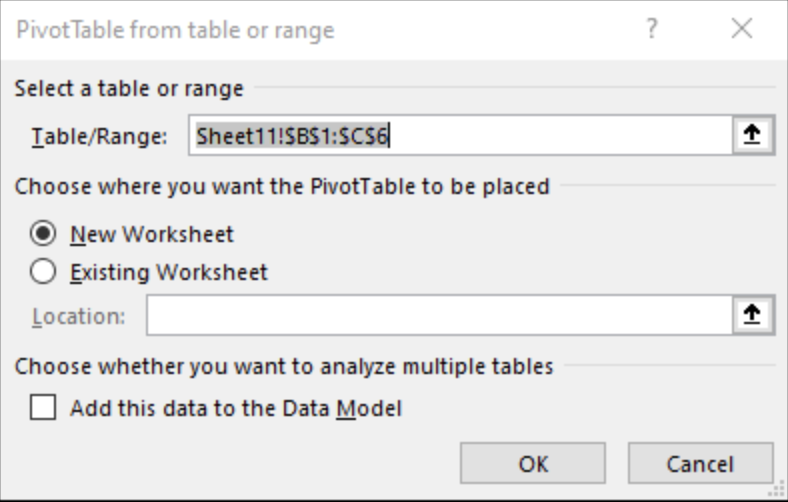 PivotTable from table or range ?
Select a table or range
Table/Range: Sheet11!$B$1:$C$6
Choose where you want the PivotTable to be placed
New Worksheet
Existing Worksheet
Location:
Choose whether you want to analyze multiple tables
Add this data to the Data Model
OK Cancel